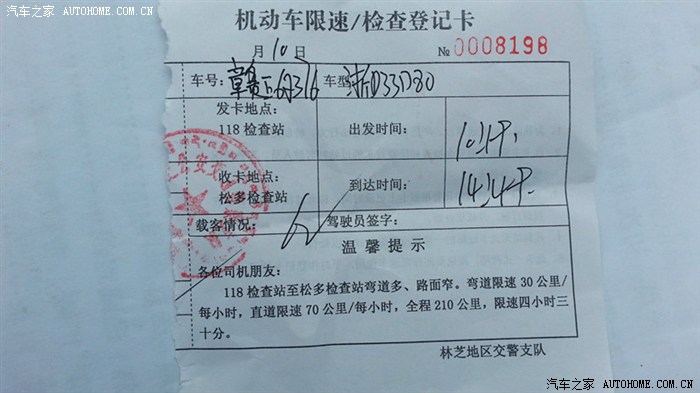 汽车之家 AUTOHOME.COM.CN
机动车限速/检查登记卡
月10日 № 0008198
车号: 车型:
发卡地点:
118 检查站
出发时间:
收卡地点:
松多检查站
到达时间:
载客情况: 驾驶员签字:
温馨提示
各位司机朋友:
118 检查站至松多检查站弯道多、路面窄。弯道限速 30 公里/
每小时,直道限速 70 公里/每小时,全程 210 公里,限速四小时三
十分。
林芝地区交警支队
汽车之家 AUTOHOME.COM.CN